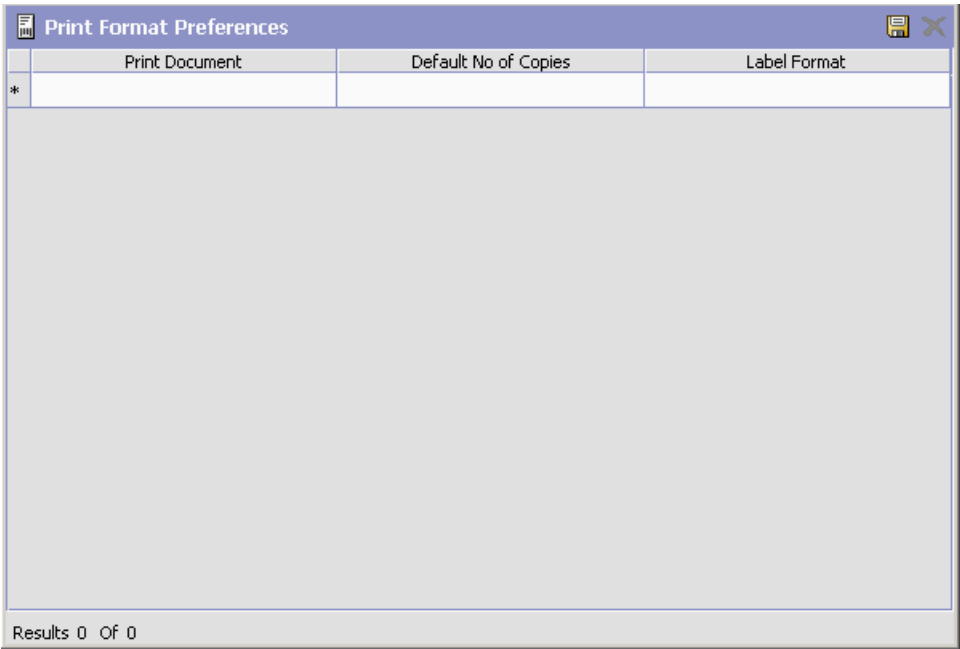 Print Format Preferences
Print Document Default No of Copies Label Format
*
Results 0 Of 0